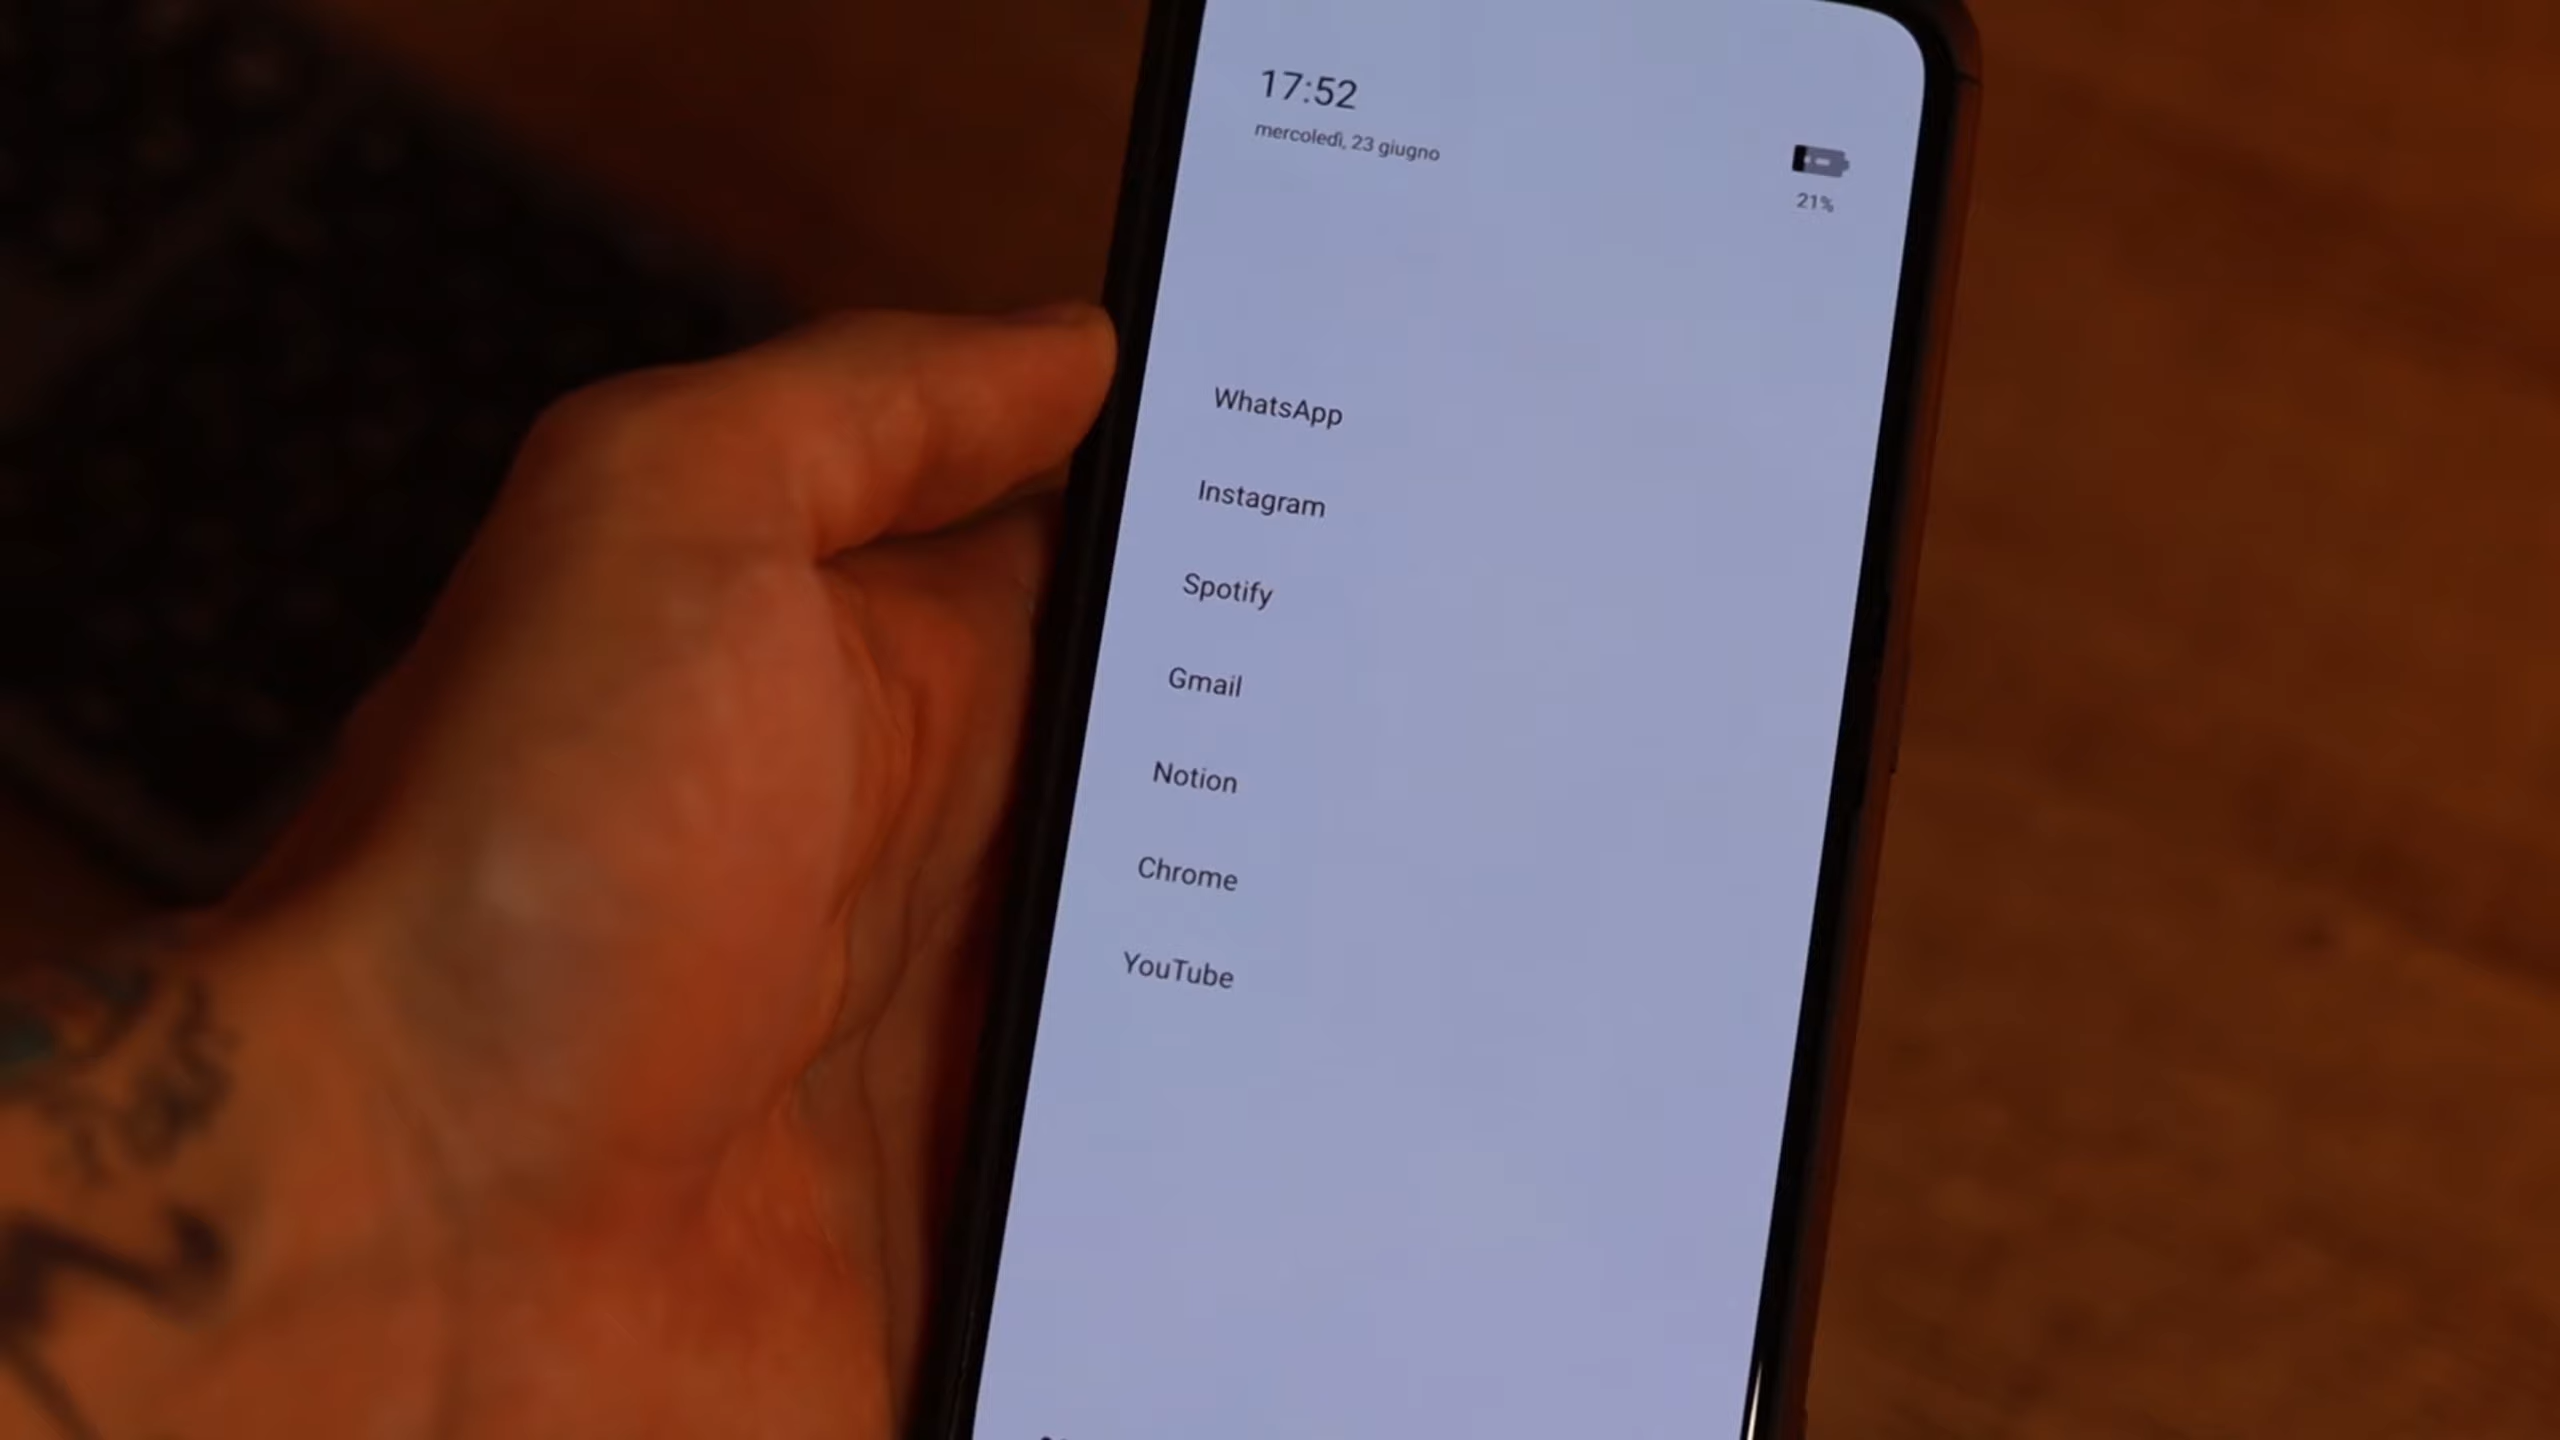 17:52
mercoledì, 23 giugno
21%
WhatsApp
Instagram
Spotify
Gmail
Notion
Chrome
YouTube